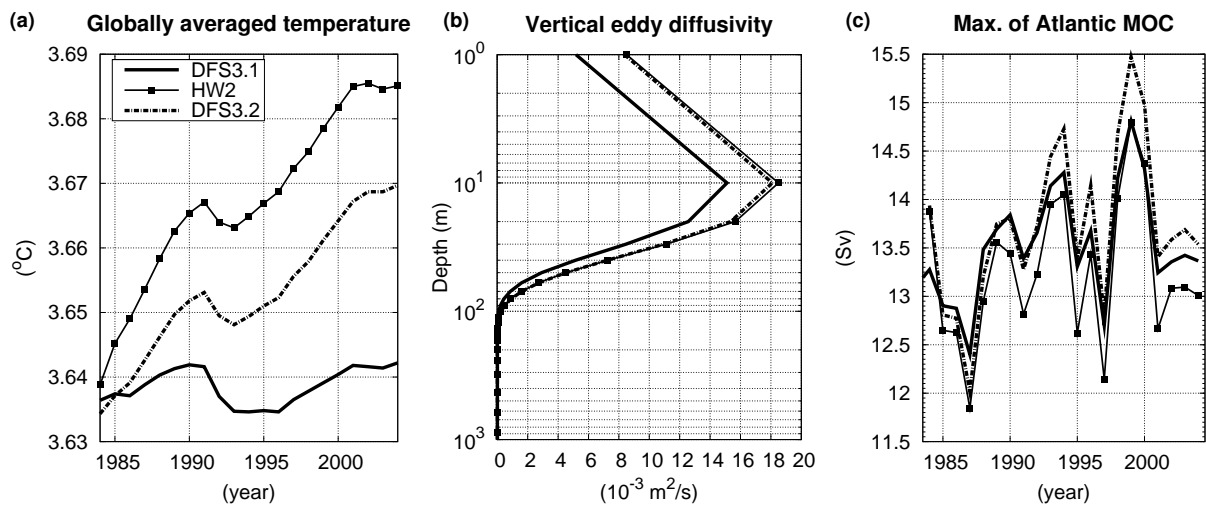 (a) Globally averaged temperature
3.69
3.68
3.67
3.66
3.65
3.64
3.63
(°C)
DFS3.1
HW2
DFS3.2
1985 1990 1995 2000
(year)
(b) Vertical eddy diffusivity
10⁰
10¹
10²
10³
Depth (m)
0 2 4 6 8 10 12 14 16 18 20
(10⁻³ m²/s)
(c) Max. of Atlantic MOC
15.5
15
14.5
14
13.5
13
12.5
12
11.5
(Sv)
1985 1990 1995 2000
(year)